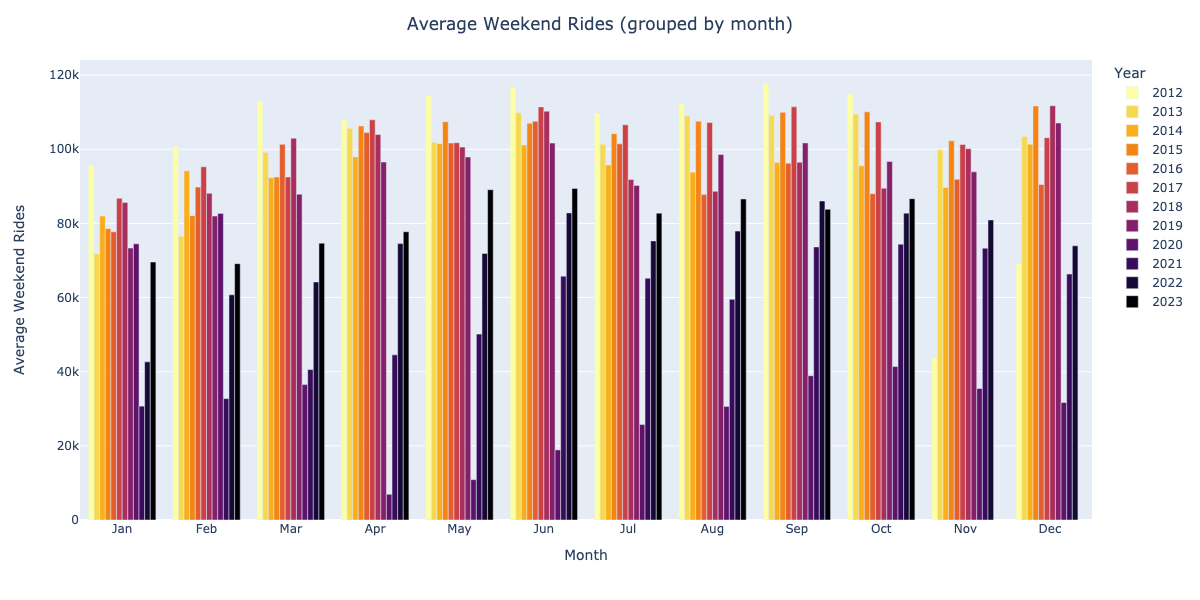 Average Weekend Rides (grouped by month)
Average Weekend Rides
120k
100k
80k
60k
40k
20k
0
Jan Feb Mar Apr May Jun Jul Aug Sep Oct Nov Dec
Month
Year
2012
2013
2014
2015
2016
2017
2018
2019
2020
2021
2022
2023